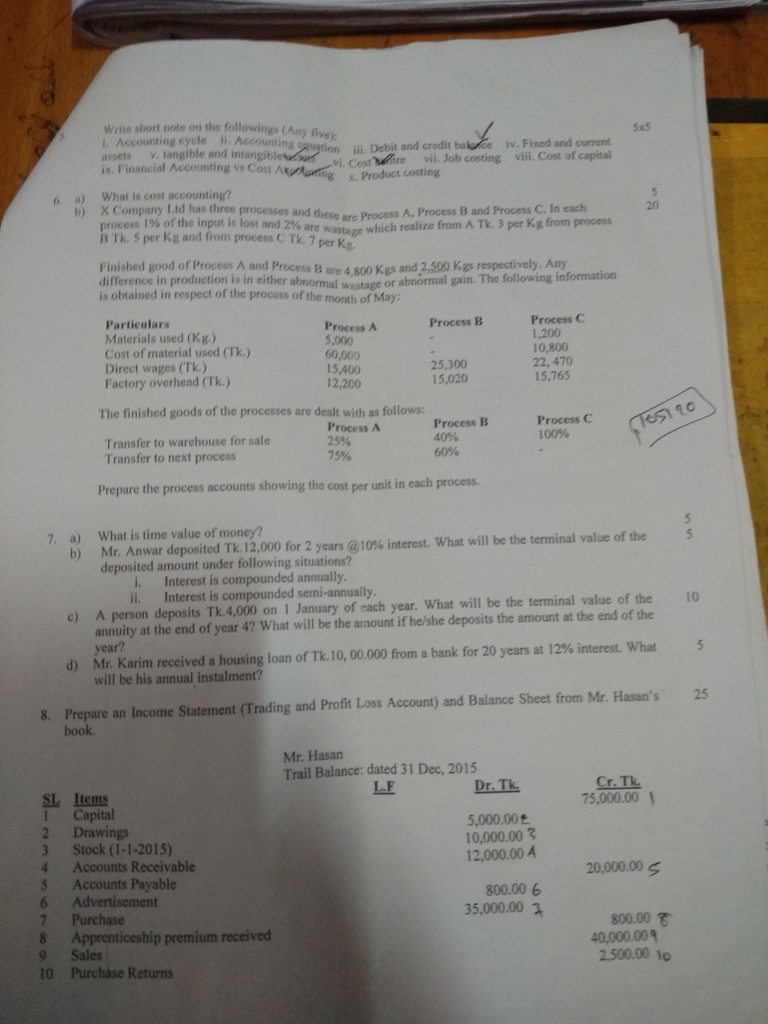 Write short note on the followings (Any five): 5x5
i. Accounting cycle ii. Accounting equation iii. Debit and credit balance iv. Fixed and current
assets v. tangible and intangible assets vi. Cost vii. Job costing viii. Cost of capital
ix. Financial Accounting vs Cost Accounting x. Product costing
6. a) What is cost accounting? 5
b) X Company Ltd has three processes and these are Process A, Process B and Process C. In each 20
process 1% of the input is lost and 2% are wastage which realize from A Tk. 3 per Kg from process
B Tk. 5 per Kg and from process C Tk. 7 per Kg.
Finished good of Process A and Process B are 4,800 Kgs and 2,500 Kgs respectively. Any
difference in production is in either abnormal wastage or abnormal gain. The following information
is obtained in respect of the process of the month of May:
Particulars Process A Process B Process C
Materials used (Kg.) 5,000 - 1,200
Cost of material used (Tk.) 60,000 - 10,800
Direct wages (Tk.) 15,400 25,300 22, 470
Factory overhead (Tk.) 12,200 15,020 15,765
The finished goods of the processes are dealt with as follows:
Process A Process B Process C
Transfer to warehouse for sale 25% 40% 100%
Transfer to next process 75% 60% -
Prepare the process accounts showing the cost per unit in each process.
7. a) What is time value of money? 5
b) Mr. Anwar deposited Tk.12,000 for 2 years @10% interest. What will be the terminal value of the 5
deposited amount under following situations?
i. Interest is compounded annually.
ii. Interest is compounded semi-annually.
c) A person deposits Tk.4,000 on 1 January of each year. What will be the terminal value of the 10
annuity at the end of year 4? What will be the amount if he/she deposits the amount at the end of the
year?
d) Mr. Karim received a housing loan of Tk.10, 00.000 from a bank for 20 years at 12% interest. What 5
will be his annual instalment?
8. Prepare an Income Statement (Trading and Profit Loss Account) and Balance Sheet from Mr. Hasan's 25
book.
Mr. Hasan
Trail Balance: dated 31 Dec, 2015
SL Items L.F Dr. Tk. Cr. Tk.
1 Capital 75,000.00 1
2 Drawings 5,000.00 2
3 Stock (1-1-2015) 10,000.00 3
4 Accounts Receivable 12,000.00 4
5 Accounts Payable 20,000.00 5
6 Advertisement 800.00 6
7 Purchase 35,000.00 7
8 Apprenticeship premium received 800.00 8
9 Sales 40,000.00 9
10 Purchase Returns 2,500.00 10